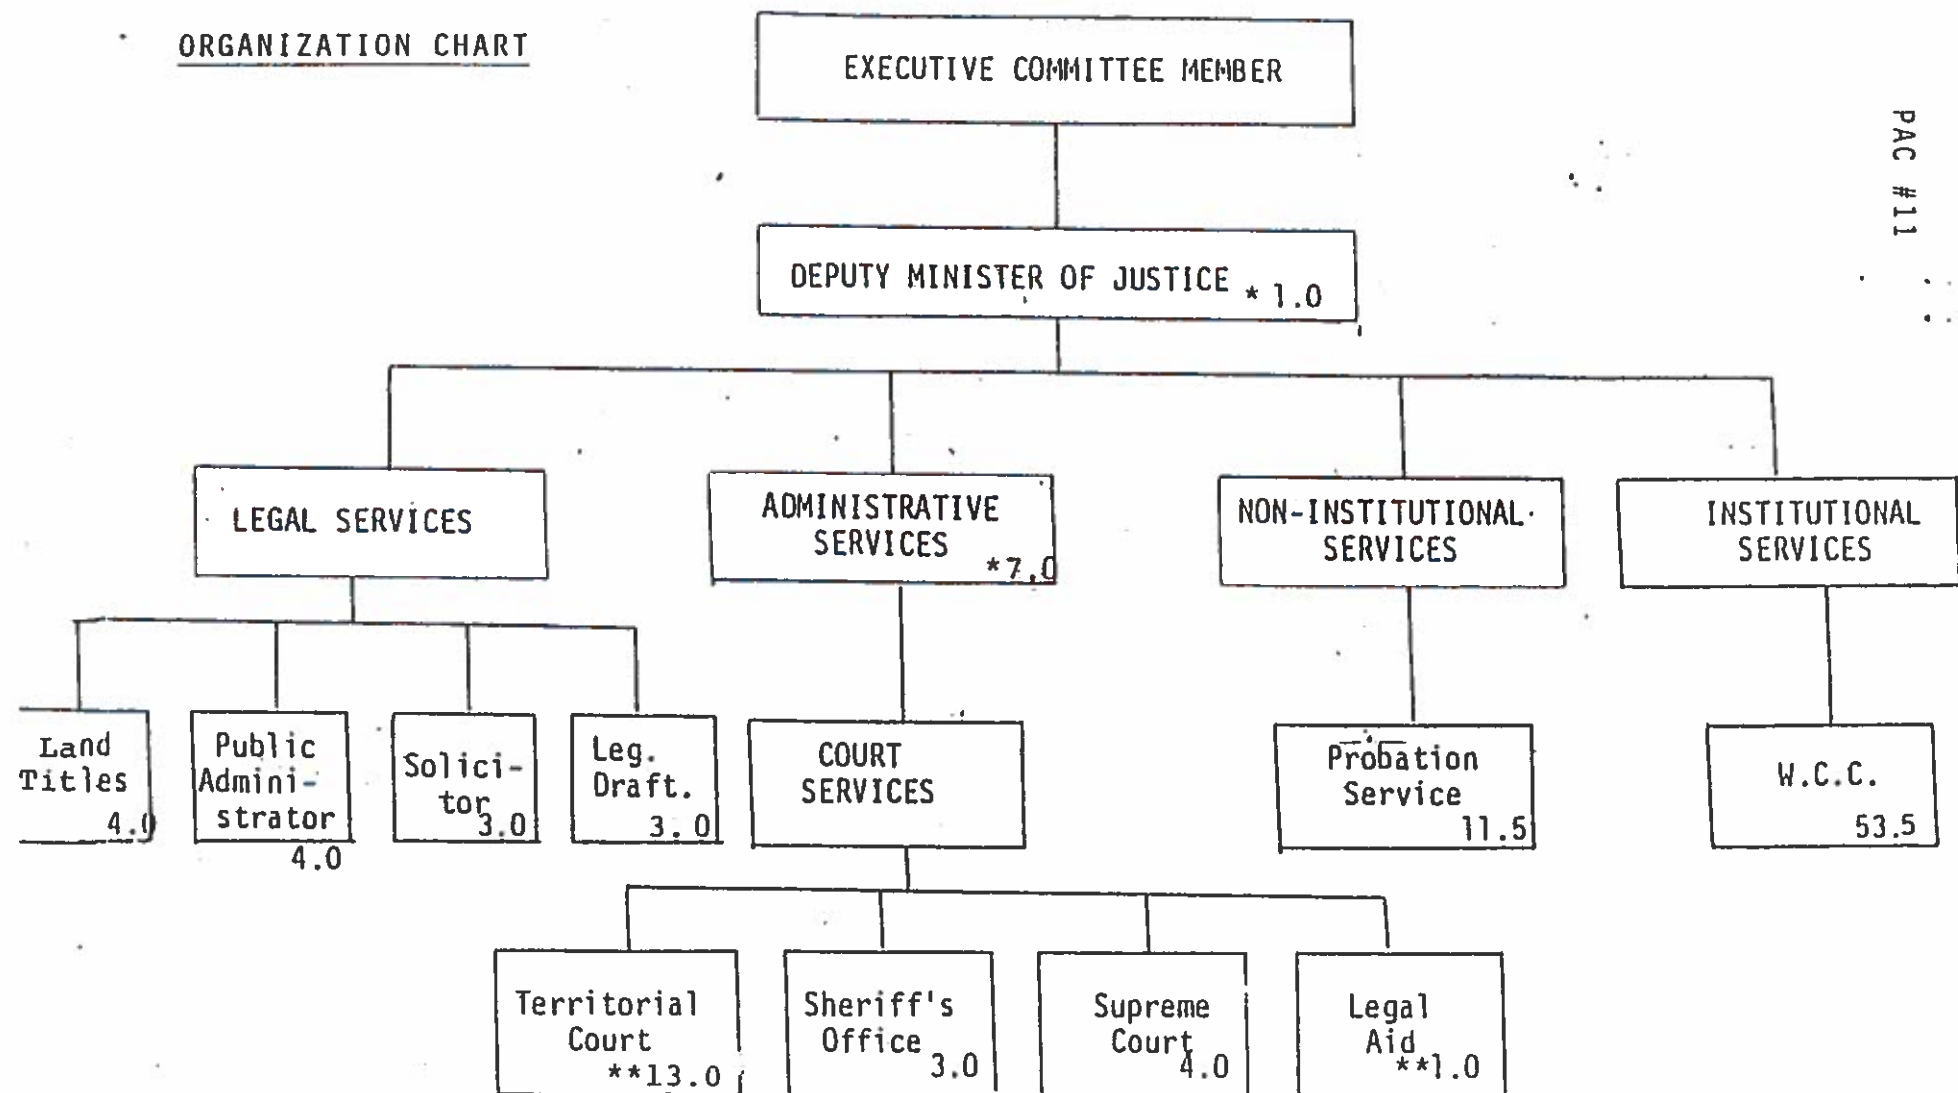 ORGANIZATION CHART
EXECUTIVE COMMITTEE MEMBER
PAC #11
DEPUTY MINISTER OF JUSTICE * 1.0
LEGAL SERVICES
ADMINISTRATIVE
SERVICES
*7.0
NON-INSTITUTIONAL
SERVICES
INSTITUTIONAL
SERVICES
Land
Titles
4.0
Public
Admini-
strator
4.0
Solici-
tor
3.0
Leg.
Draft.
3.0
COURT
SERVICES
Probation
Service
11.5
W.C.C.
53.5
Territorial
Court
**13.0
Sheriff's
Office
3.0
Supreme
Court
4.0
Legal
Aid
**1.0